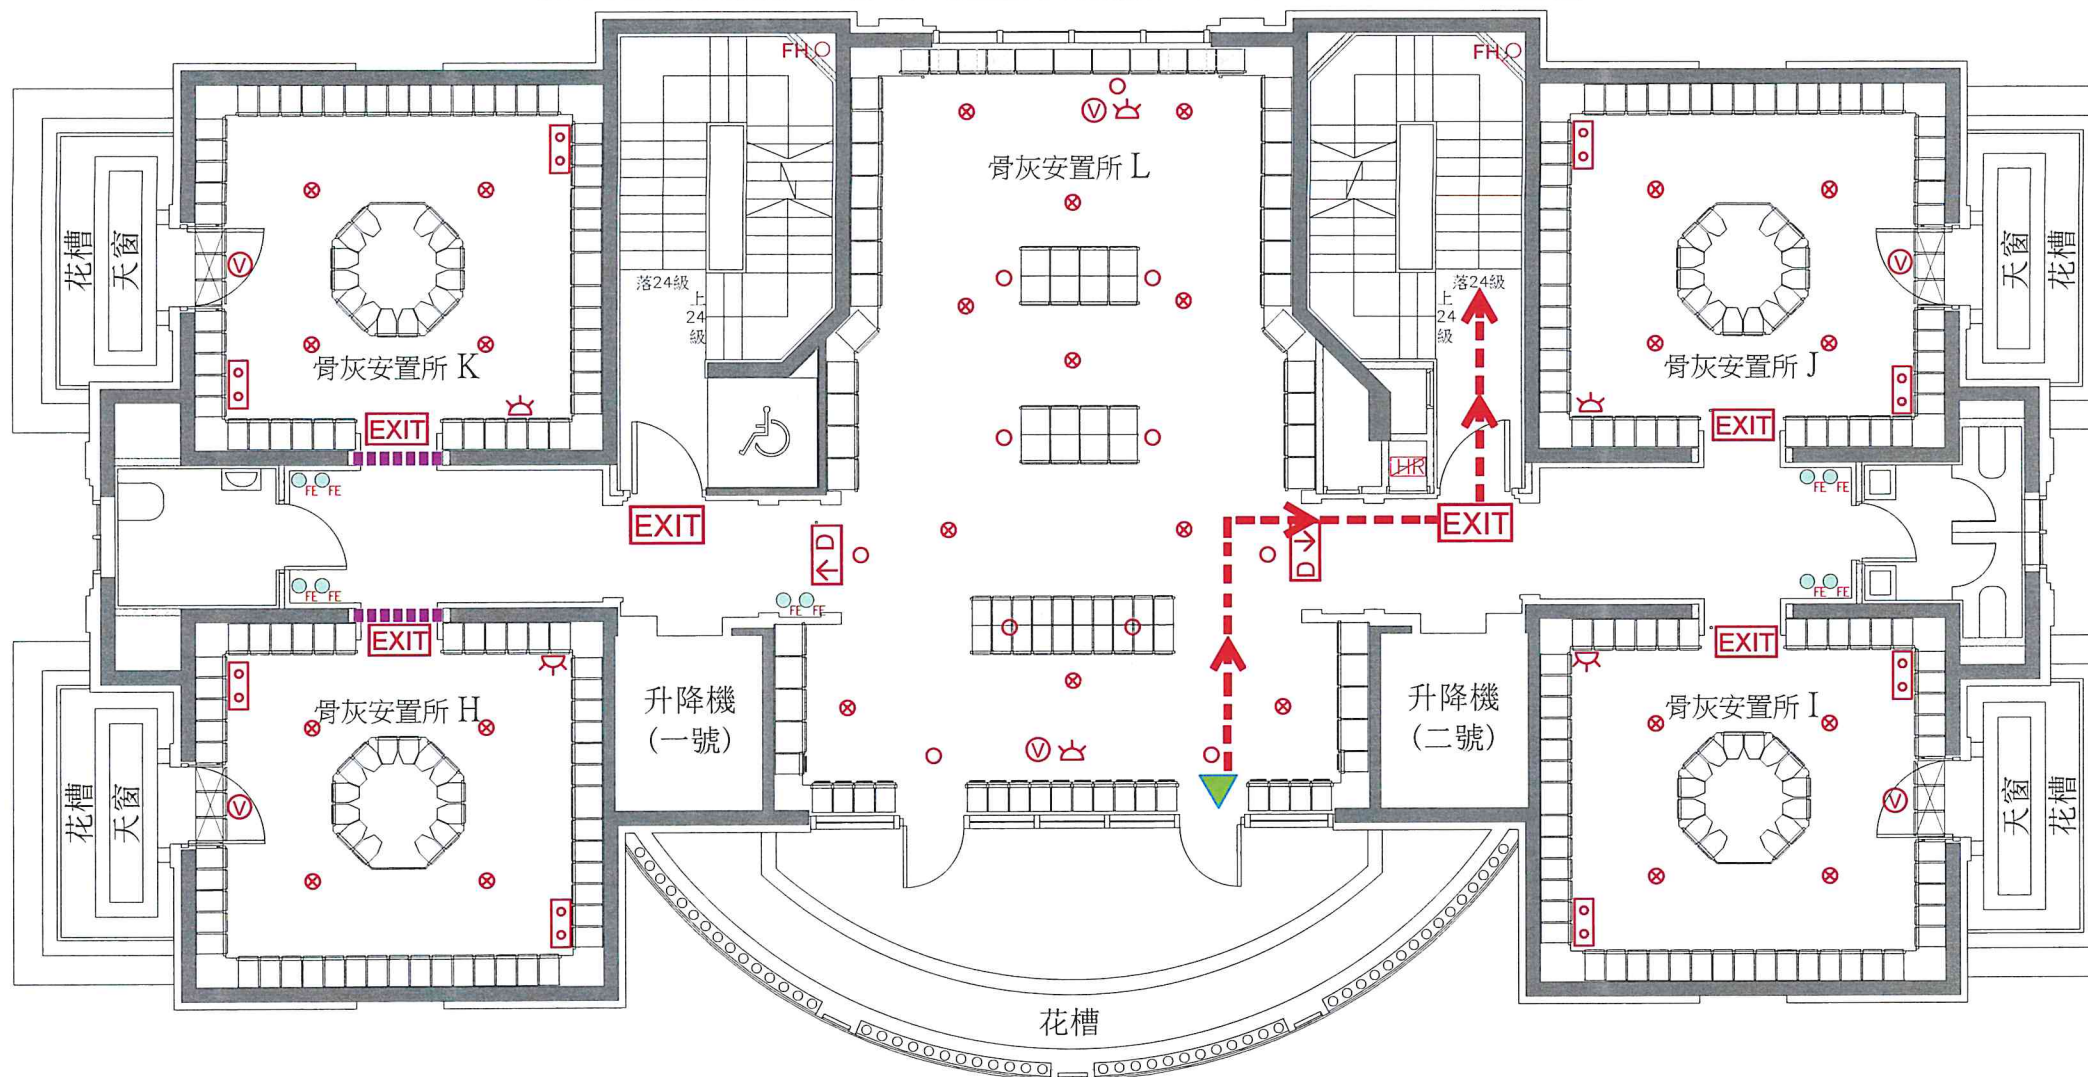 FH
FH
骨灰安置所 L
V
花槽
天窗
V
骨灰安置所 K
EXIT
落24級
上
24
級
落24級
上
24
級
V
骨灰安置所 J
EXIT
天窗
花槽
HR
FE FE
EXIT
↑D
D→
EXIT
FE FE
FE FE
FE FE
FE FE
EXIT
骨灰安置所 H
V
花槽
天窗
升降機
(一號)
V
升降機
(二號)
EXIT
骨灰安置所 I
V
天窗
花槽
花槽